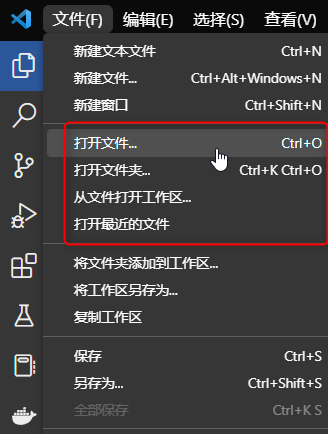 文件(F) 编辑(E) 选择(S) 查看(V)
新建文本文件 Ctrl+N
新建文件... Ctrl+Alt+Windows+N
新建窗口 Ctrl+Shift+N
打开文件... Ctrl+O
打开文件夹... Ctrl+K Ctrl+O
从文件打开工作区...
打开最近的文件
将文件夹添加到工作区...
将工作区另存为...
复制工作区
保存 Ctrl+S
另存为... Ctrl+Shift+S
全部保存 Ctrl+K S